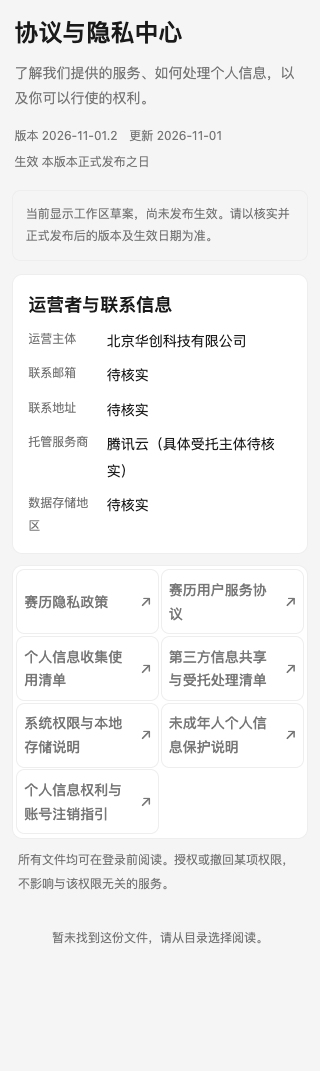 协议与隐私中心
了解我们提供的服务、如何处理个人信息，以
及你可以行使的权利。
版本 2026-11-01.2 更新 2026-11-01
生效 本版本正式发布之日
当前显示工作区草案，尚未发布生效。请以核实并
正式发布后的版本及生效日期为准。
运营者与联系信息
运营主体 北京华创科技有限公司
联系邮箱 待核实
联系地址 待核实
托管服务商 腾讯云（具体受托主体待核
实）
数据存储地 待核实
区
赛历隐私政策
赛历用户服务协
议
个人信息收集使
用清单
第三方信息共享
与受托处理清单
系统权限与本地
存储说明
未成年人个人信
息保护说明
个人信息权利与
账号注销指引
所有文件均可在登录前阅读。授权或撤回某项权限，
不影响与该权限无关的服务。
暂未找到这份文件，请从目录选择阅读。